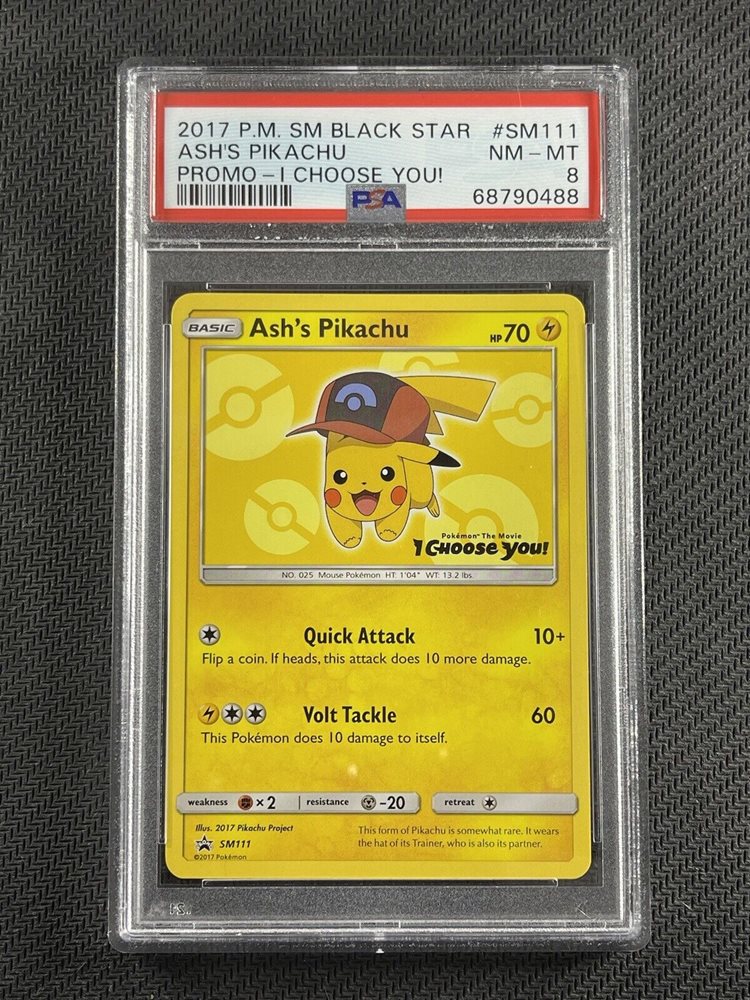 2017 P.M. SM BLACK STAR #SM111
ASH'S PIKACHU NM - MT
PROMO - I CHOOSE YOU! 8
PSA 68790488
BASIC Ash's Pikachu HP 70
Pokémon™ The Movie
I CHOOSE YOU!
NO. 025 Mouse Pokémon HT: 1'04" WT: 13.2 lbs.
Quick Attack 10+
Flip a coin. If heads, this attack does 10 more damage.
Volt Tackle 60
This Pokémon does 10 damage to itself.
weakness ×2 resistance -20 retreat
Illus. 2017 Pikachu Project
SM111
©2017 Pokémon
This form of Pikachu is somewhat rare. It wears
the hat of its Trainer, who is also its partner.